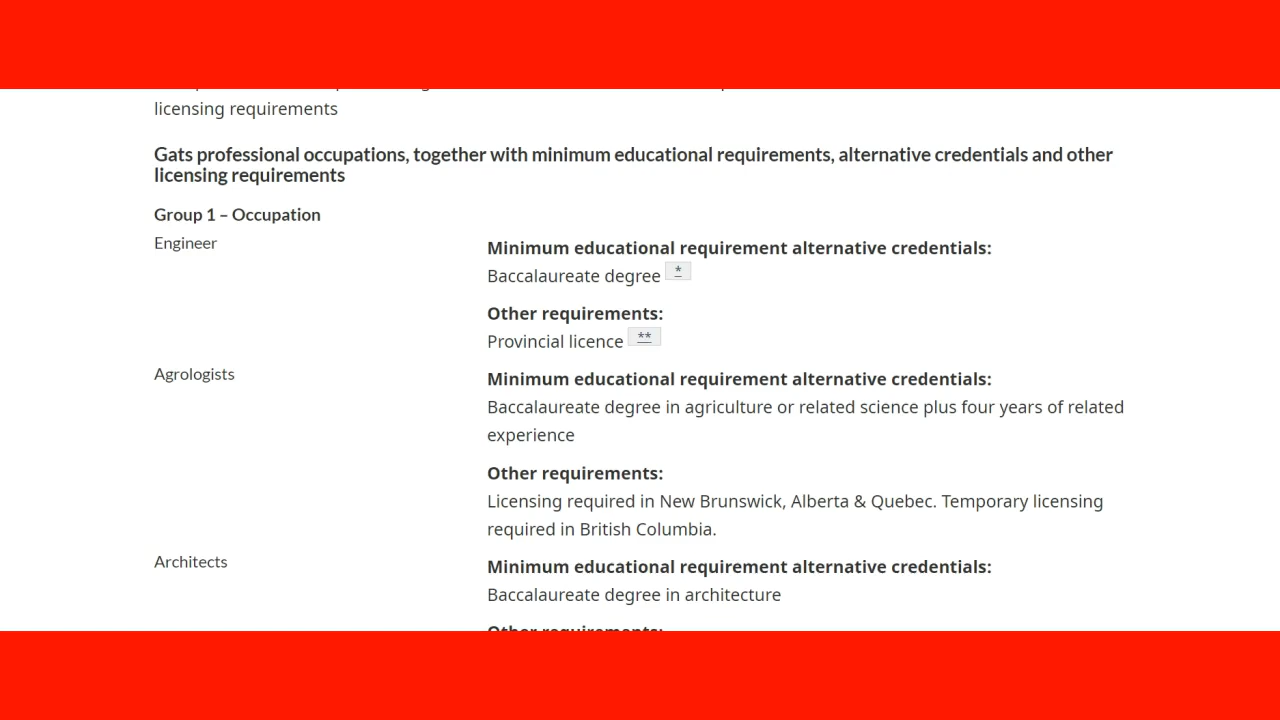 licensing requirements
Gats professional occupations, together with minimum educational requirements, alternative credentials and other
licensing requirements
Group 1 – Occupation
Engineer
Minimum educational requirement alternative credentials:
Baccalaureate degree *
Other requirements:
Provincial licence **
Agrologists
Minimum educational requirement alternative credentials:
Baccalaureate degree in agriculture or related science plus four years of related
experience
Other requirements:
Licensing required in New Brunswick, Alberta & Quebec. Temporary licensing
required in British Columbia.
Architects
Minimum educational requirement alternative credentials:
Baccalaureate degree in architecture
Other requirements: